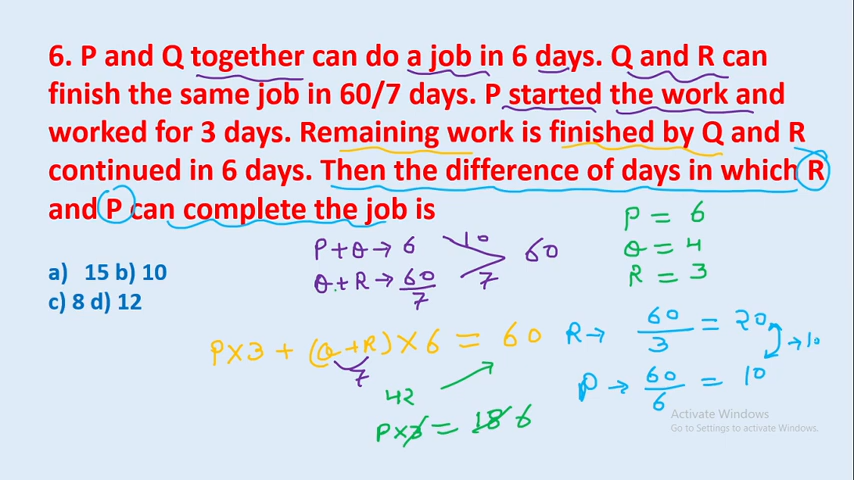 6. P and Q together can do a job in 6 days. Q and R can
finish the same job in 60/7 days. P started the work and
worked for 3 days. Remaining work is finished by Q and R
continued in 6 days. Then the difference of days in which R
and P can complete the job is
a) 15 b) 10
c) 8 d) 12
P+Q → 6 10 60
Q+R → 60/7 7
P = 6
Q = 4
R = 3
P×3 + (Q+R)×6 = 60
7
42
P×3 = 18 6
R → 60/3 = 20
→ 10
P → 60/6 = 10
Activate Windows
Go to Settings to activate Windows.